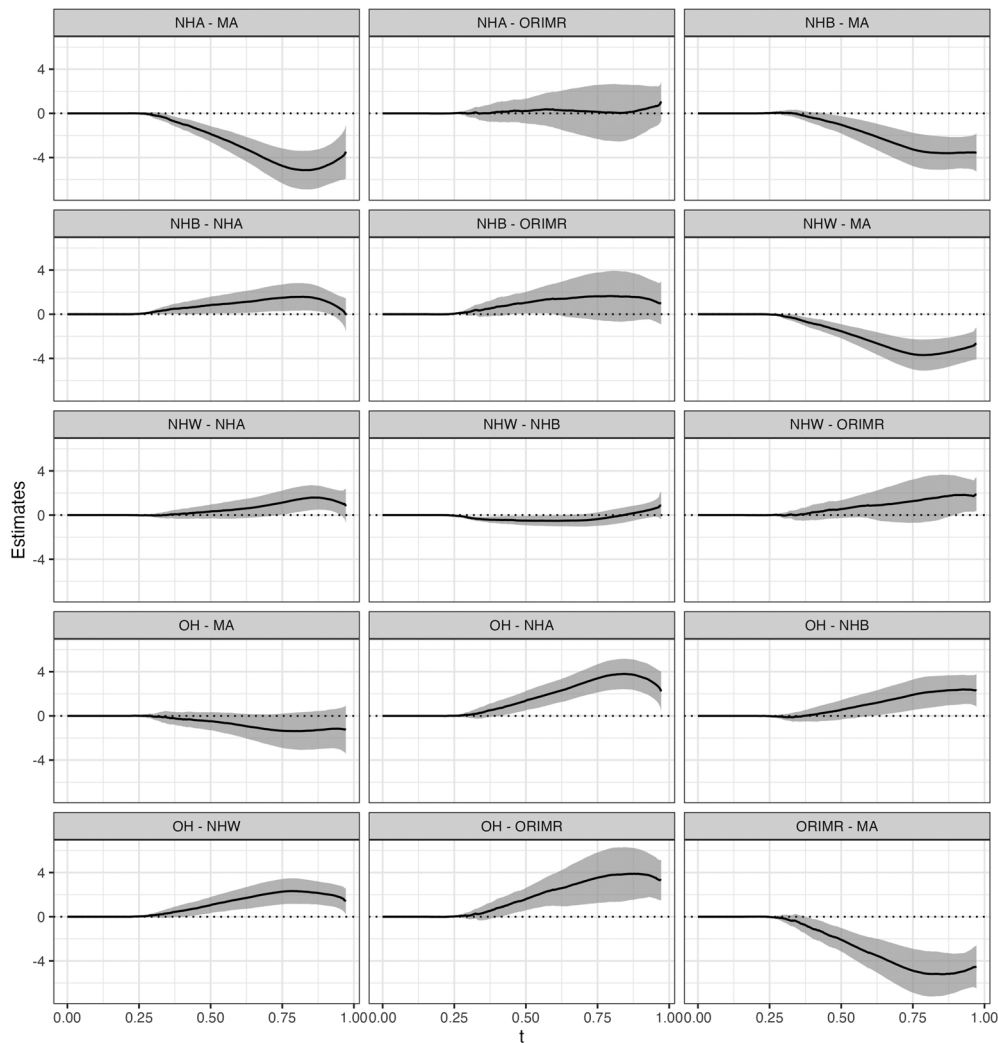 NHA - MA
NHA - ORIMR
NHB - MA
4
0
-4
NHB - NHA
NHB - ORIMR
NHW - MA
4
0
-4
NHW - NHA
NHW - NHB
NHW - ORIMR
4
0
-4
Estimates
OH - MA
OH - NHA
OH - NHB
4
0
-4
OH - NHW
OH - ORIMR
ORIMR - MA
4
0
-4
0.00 0.25 0.50 0.75 1.00 0.00 0.25 0.50 0.75 1.00 0.00 0.25 0.50 0.75 1.00
t